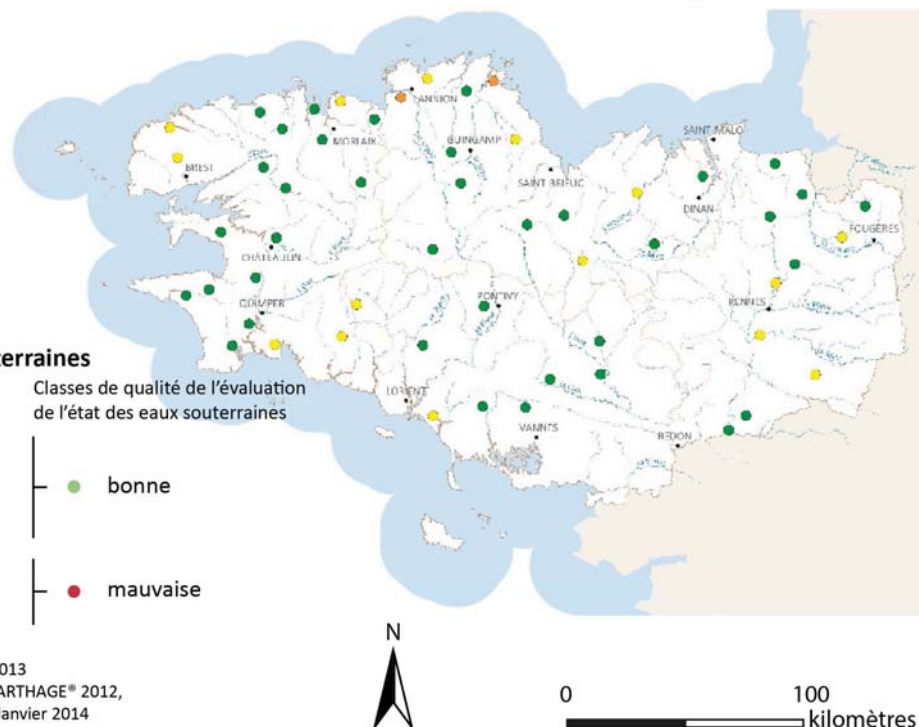 LANNION
MORLAIX
GUINGAMP
SAINT-MALO
BREST
SAINT BRIEUC
DINAN
FOUGÈRES
CHÂTEAULIN
QUIMPER
PONTIVY
RENNES
terraines
Classes de qualité de l'évaluation
de l'état des eaux souterraines
LORIENT
VANNES
REDON
bonne
mauvaise
N
013
ARTHAGE® 2012,
Janvier 2014
0 100
kilomètres